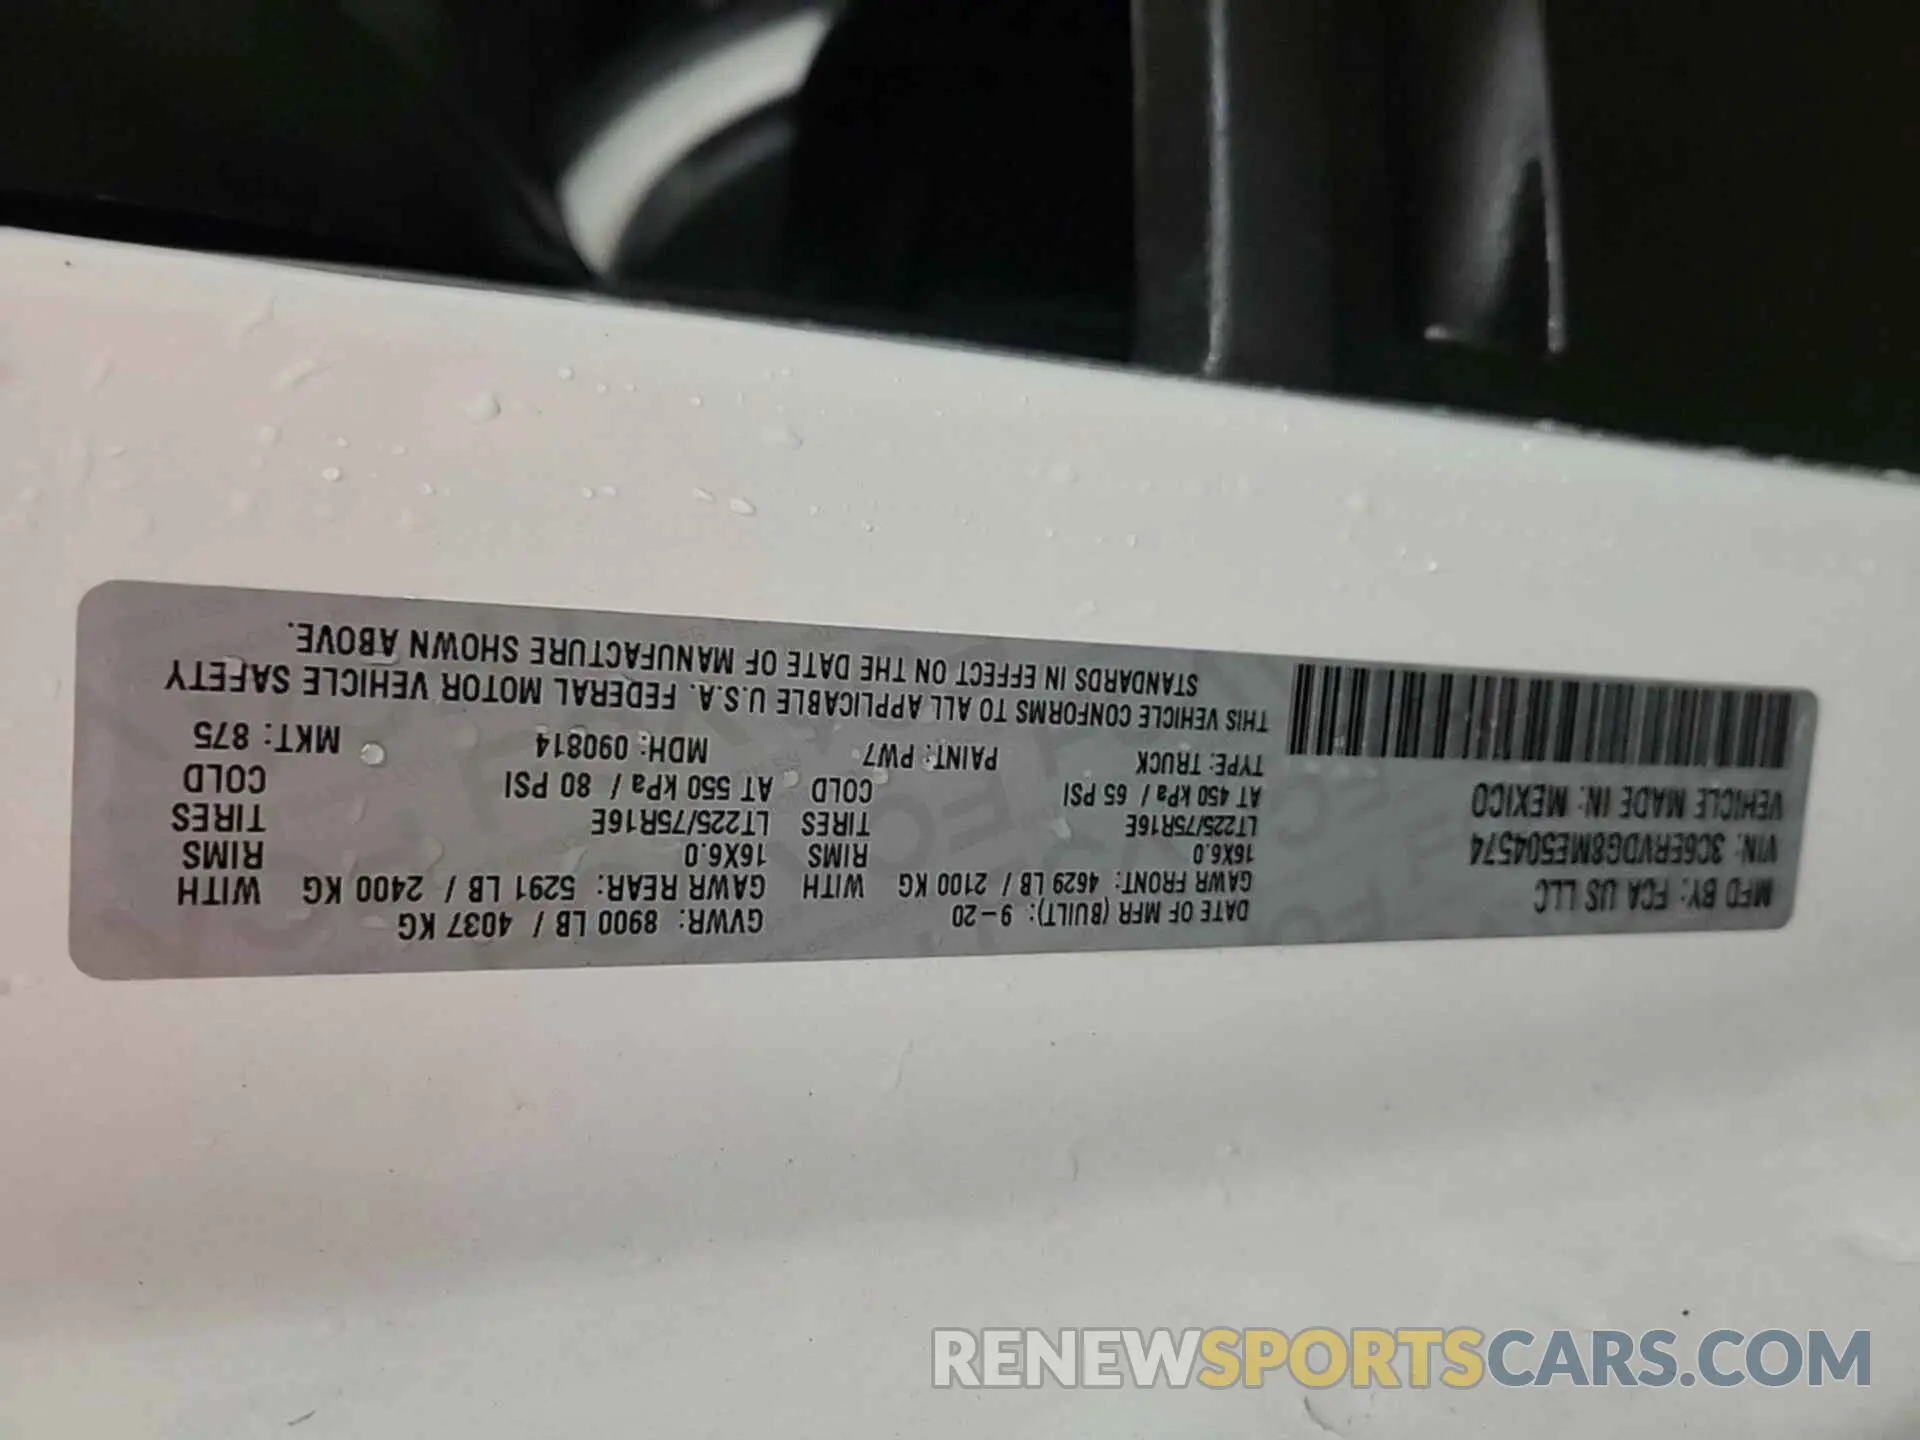 MFD BY: FCA US LLC
DATE OF MFR (BUILT): 9-20
GVWR: 8900 LB / 4037 KG
GAWR FRONT: 4629 LB / 2100 KG WITH
GAWR REAR: 5291 LB / 2400 KG WITH
16X6.0 RIMS
16X6.0 RIMS
LT225/75R16E TIRES
LT225/75R16E TIRES
AT 450 kPa / 65 PSI COLD
AT 550 kPa / 80 PSI COLD
VIN: 3C6ERVDG8ME504574
VEHICLE MADE IN: MEXICO
TYPE: TRUCK PAINT: PW7 MDH: 090814 MKT: 875
THIS VEHICLE CONFORMS TO ALL APPLICABLE U.S.A. FEDERAL MOTOR VEHICLE SAFETY
STANDARDS IN EFFECT ON THE DATE OF MANUFACTURE SHOWN ABOVE.
RENEWSPORTSCARS.COM